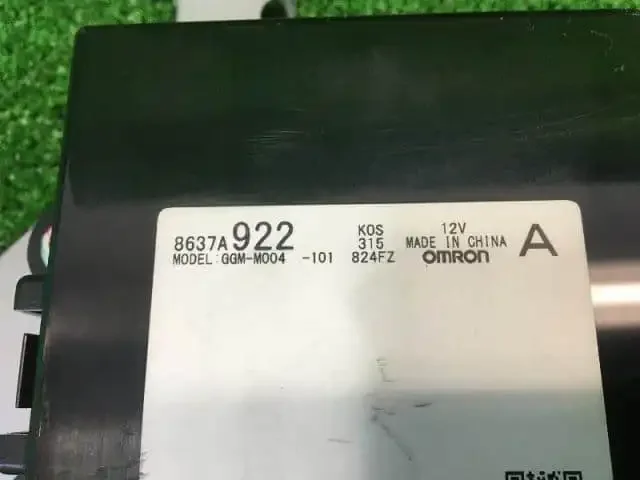 8637A922 KOS 12V A
315 MADE IN CHINA
MODEL:GGM-M004 -101 824FZ OMRON